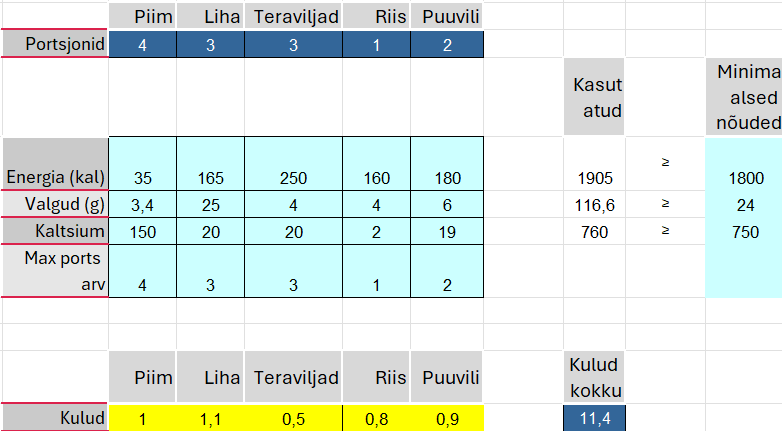 Piim Liha Teraviljad Riis Puuvili
Portsjonid 4 3 3 1 2
Kasut
atud
Minima
alsed
nõuded
Energia (kal) 35 165 250 160 180 1905 ≥ 1800
Valgud (g) 3,4 25 4 4 6 116,6 ≥ 24
Kaltsium 150 20 20 2 19 760 ≥ 750
Max ports
arv 4 3 3 1 2
Piim Liha Teraviljad Riis Puuvili
Kulud
kokku
Kulud 1 1,1 0,5 0,8 0,9 11,4